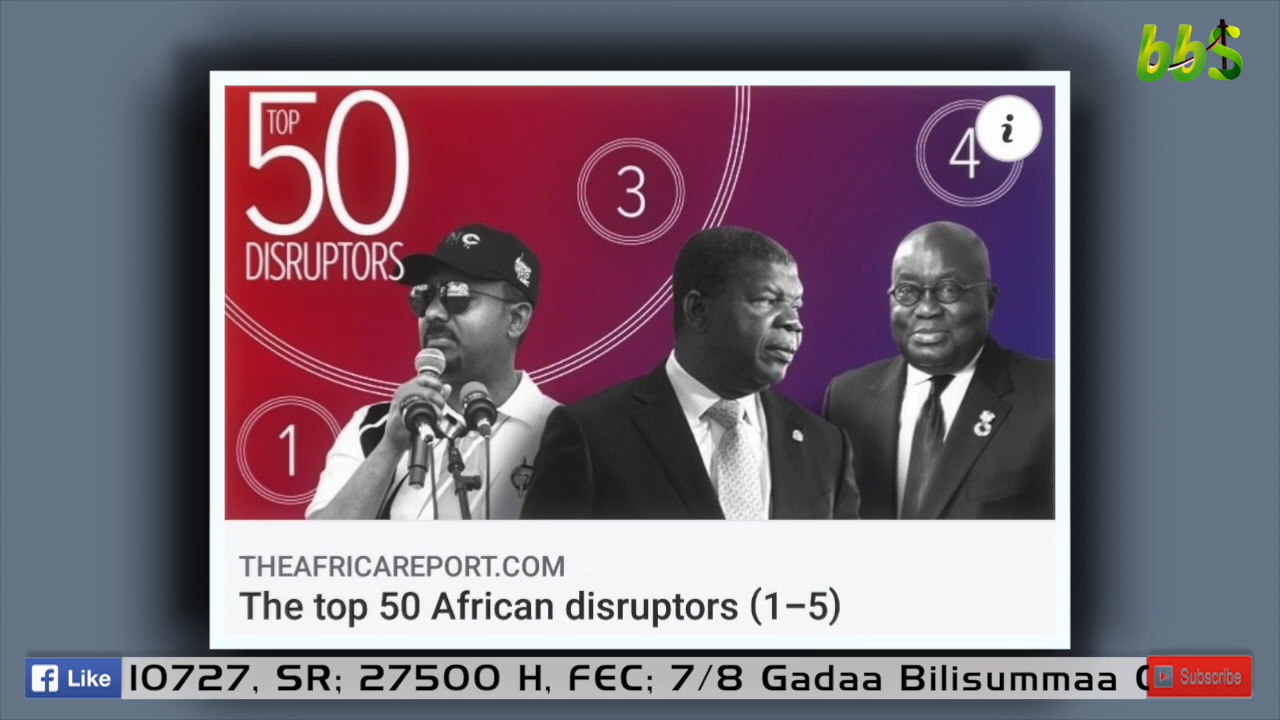 bbS
TOP
50
DISRUPTORS
3
4
i
1
THEAFRICAREPORT.COM
The top 50 African disruptors (1–5)
Like
10727, SR; 27500 H, FEC; 7/8 Gadaa Bilisummaa
Subscribe